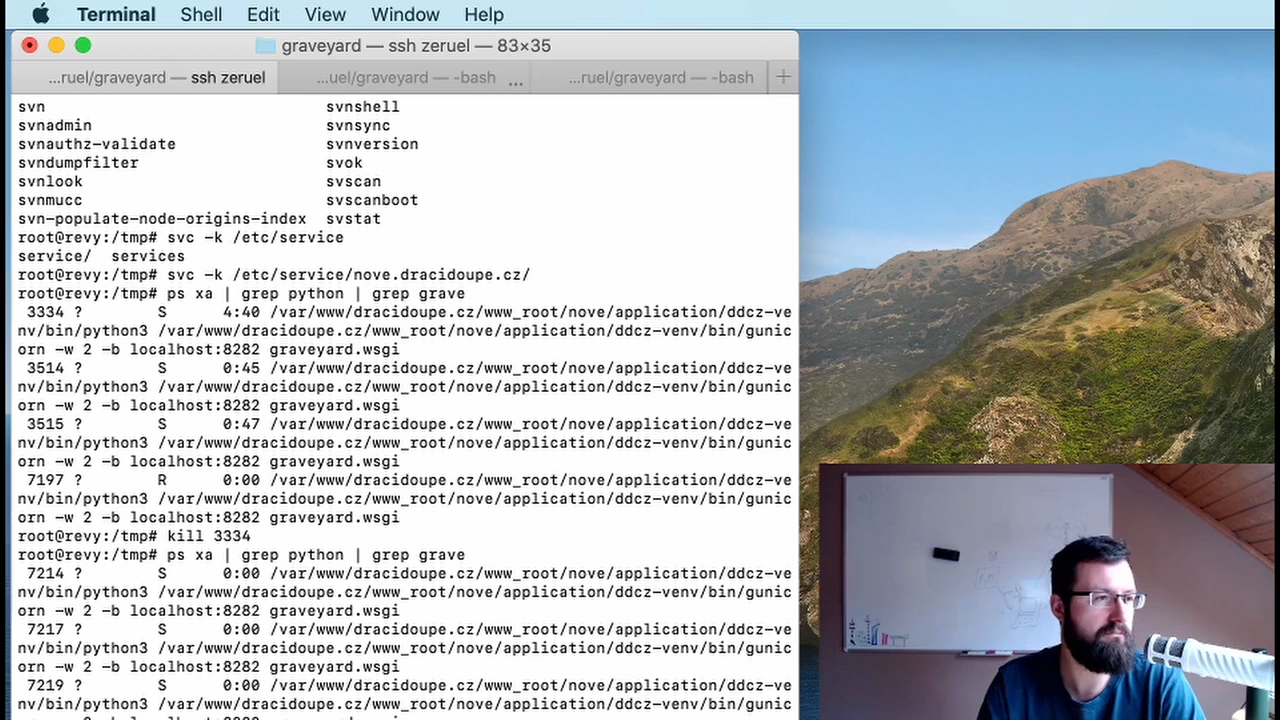 Terminal Shell Edit View Window Help
graveyard — ssh zeruel — 83×35
...ruel/graveyard — ssh zeruel ...uel/graveyard — -bash ... ...ruel/graveyard — -bash +
svn svnshell
svnadmin svnsync
svnauthz-validate svnversion
svndumpfilter svok
svnlook svscan
svnmucc svscanboot
svn-populate-node-origins-index svstat
root@revy:/tmp# svc -k /etc/service
service/ services
root@revy:/tmp# svc -k /etc/service/nove.dracidoupe.cz/
root@revy:/tmp# ps xa | grep python | grep grave
3334 ? S 4:40 /var/www/dracidoupe.cz/www_root/nove/application/ddcz-ve
nv/bin/python3 /var/www/dracidoupe.cz/www_root/nove/application/ddcz-venv/bin/gunic
orn -w 2 -b localhost:8282 graveyard.wsgi
3514 ? S 0:45 /var/www/dracidoupe.cz/www_root/nove/application/ddcz-ve
nv/bin/python3 /var/www/dracidoupe.cz/www_root/nove/application/ddcz-venv/bin/gunic
orn -w 2 -b localhost:8282 graveyard.wsgi
3515 ? S 0:47 /var/www/dracidoupe.cz/www_root/nove/application/ddcz-ve
nv/bin/python3 /var/www/dracidoupe.cz/www_root/nove/application/ddcz-venv/bin/gunic
orn -w 2 -b localhost:8282 graveyard.wsgi
7197 ? R 0:00 /var/www/dracidoupe.cz/www_root/nove/application/ddcz-ve
nv/bin/python3 /var/www/dracidoupe.cz/www_root/nove/application/ddcz-venv/bin/gunic
orn -w 2 -b localhost:8282 graveyard.wsgi
root@revy:/tmp# kill 3334
root@revy:/tmp# ps xa | grep python | grep grave
7214 ? S 0:00 /var/www/dracidoupe.cz/www_root/nove/application/ddcz-ve
nv/bin/python3 /var/www/dracidoupe.cz/www_root/nove/application/ddcz-venv/bin/gunic
orn -w 2 -b localhost:8282 graveyard.wsgi
7217 ? S 0:00 /var/www/dracidoupe.cz/www_root/nove/application/ddcz-ve
nv/bin/python3 /var/www/dracidoupe.cz/www_root/nove/application/ddcz-venv/bin/gunic
orn -w 2 -b localhost:8282 graveyard.wsgi
7219 ? S 0:00 /var/www/dracidoupe.cz/www_root/nove/application/ddcz-ve
nv/bin/python3 /var/www/dracidoupe.cz/www_root/nove/application/ddcz-venv/bin/gunic